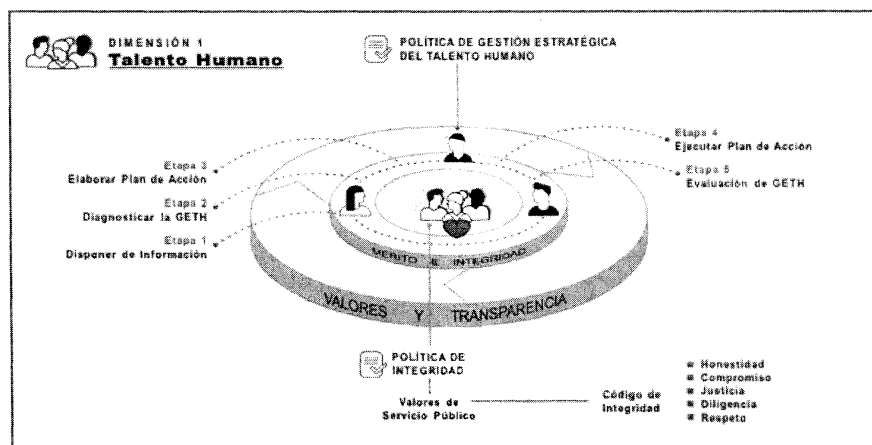 DIMENSIÓN 1
Talento Humano
POLÍTICA DE GESTIÓN ESTRATÉGICA
DEL TALENTO HUMANO
Etapa 3
Elaborar Plan de Acción
Etapa 2
Diagnosticar la GETH
Etapa 1
Disponer de Información
Etapa 4
Ejecutar Plan de Acción
Etapa 5
Evaluación de GETH
MERITO E INTEGRIDAD
VALORES Y TRANSPARENCIA
POLÍTICA DE
INTEGRIDAD
Valores de
Servicio Público
Código de
Integridad
Honestidad
Compromiso
Justicia
Diligencia
Respeto